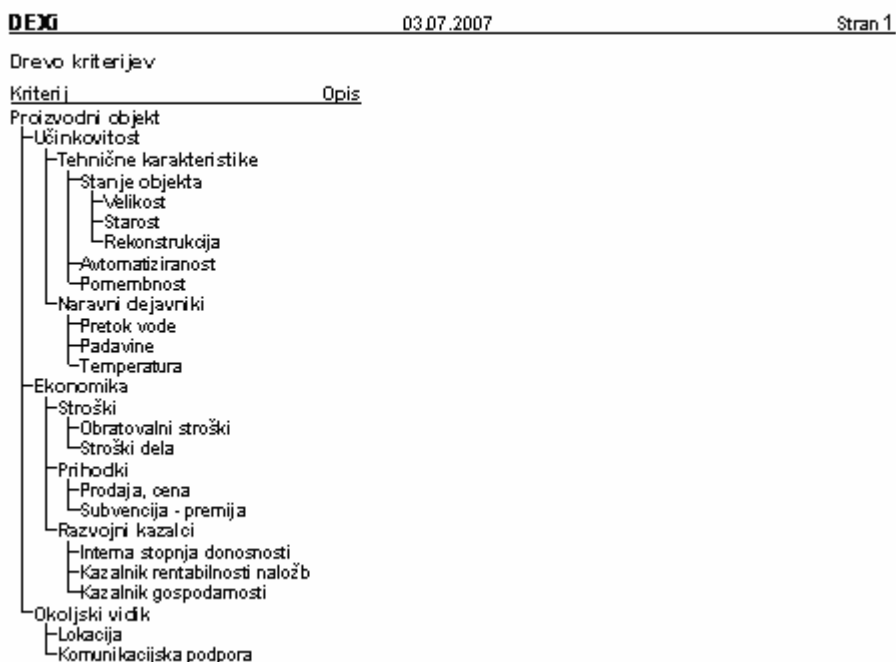 DEXi 03.07.2007 Stran 1
Drevo kriterijev
Kriterij Opis
Proizvodni objekt
Učinkovitost
Tehnične karakteristike
Stanje objekta
Velikost
Starost
Rekonstrukcija
Avtomatiziranost
Pomembnost
Naravni dejavniki
Pretok vode
Padavine
Temperatura
Ekonomika
Stroški
Obratovalni stroški
Stroški dela
Prihodki
Prodaja, cena
Subvencija - premija
Razvojni kazalci
Interna stopnja donosnosti
Kazalnik rentabilnosti naložb
Kazalnik gospodarnosti
Okoljski vidik
Lokacija
Komunikacijska podpora